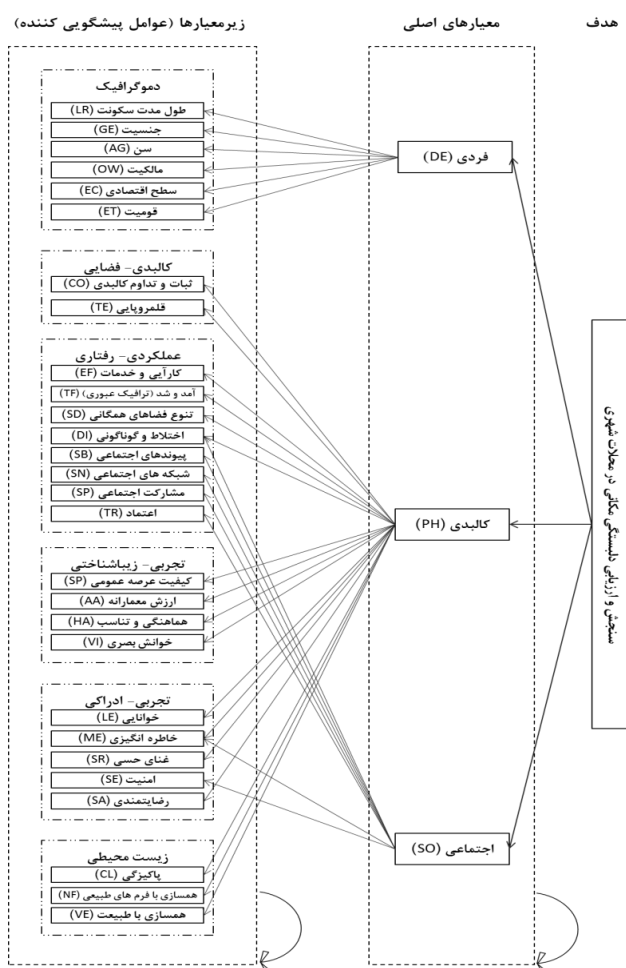 هدف
معیارهای اصلی
زیرمعیارها (عوامل پیشگویی کننده)
سنجش و ارزیابی دلبستگی مکانی در محلات شهری
فردی (DE)
کالبدی (PH)
اجتماعی (SO)
دموگرافیک
طول مدت سکونت (LR)
جنسیت (GE)
سن (AG)
مالکیت (OW)
سطح اقتصادی (EC)
قومیت (ET)
کالبدی- فضایی
ثبات و تداوم کالبدی (CO)
قلمروپایی (TE)
عملکردی- رفتاری
کارآیی و خدمات (EF)
آمد و شد (ترافیک عبوری) (TF)
تنوع فضاهای همگانی (SD)
اختلاط و گوناگونی (DI)
پیوندهای اجتماعی (SB)
شبکه های اجتماعی (SN)
مشارکت اجتماعی (SP)
اعتماد (TR)
تجربی- زیباشناختی
کیفیت عرصه عمومی (SP)
ارزش معمارانه (AA)
هماهنگی و تناسب (HA)
خوانش بصری (VI)
تجربی- ادراکی
خوانایی (LE)
خاطره انگیزی (ME)
غنای حسی (SR)
امنیت (SE)
رضایتمندی (SA)
زیست محیطی
پاکیزگی (CL)
همسازی با فرم های طبیعی (NF)
همسازی با طبیعت (VE)